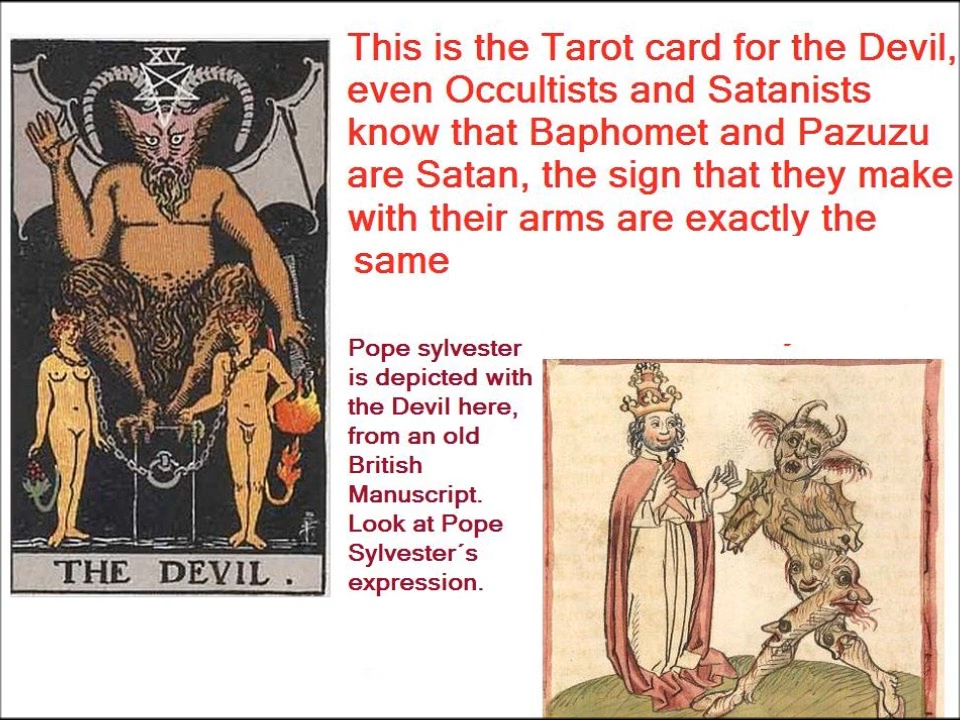 XV
THE DEVIL .
This is the Tarot card for the Devil,
even Occultists and Satanists
know that Baphomet and Pazuzu
are Satan, the sign that they make
with their arms are exactly the
same
Pope sylvester
is depicted with
the Devil here,
from an old
British
Manuscript.
Look at Pope
Sylvester´s
expression.